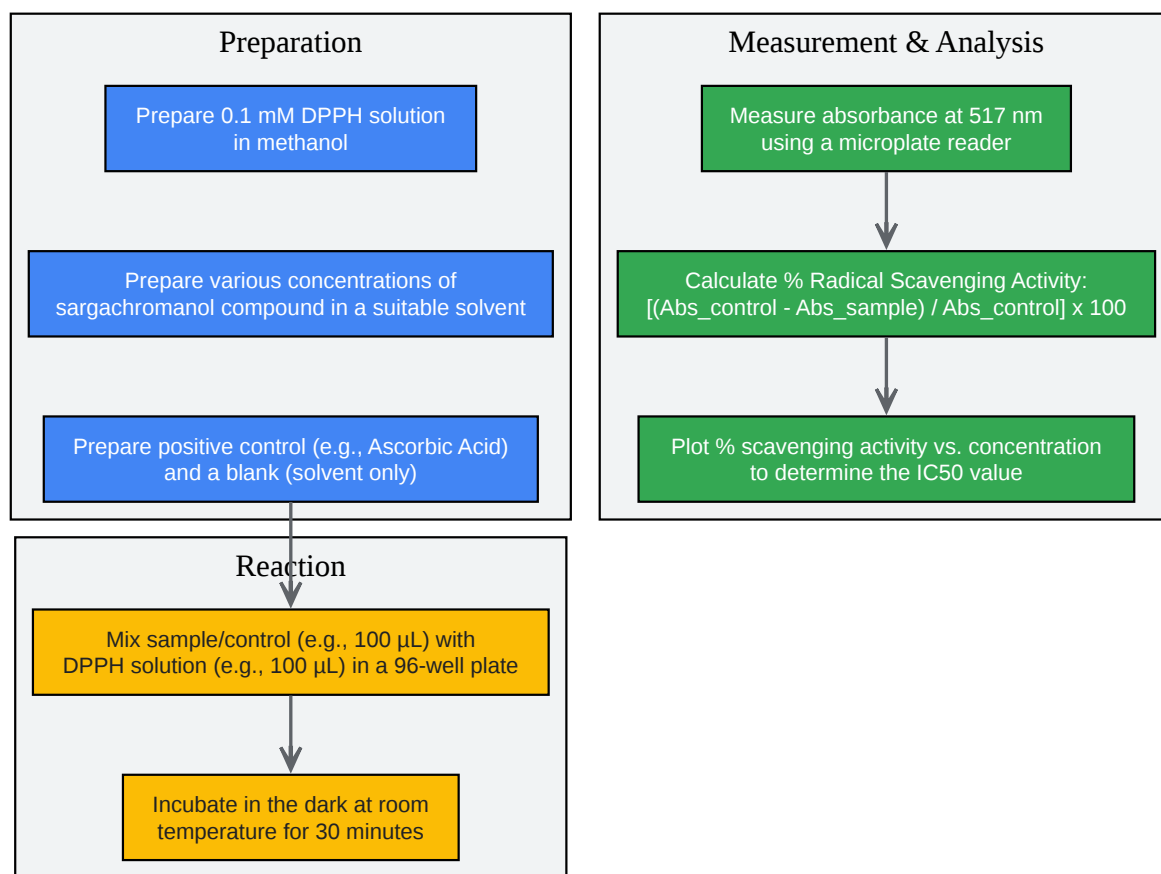 Preparation
Prepare 0.1 mM DPPH solution
in methanol
Prepare various concentrations of
sargachromanol compound in a suitable solvent
Prepare positive control (e.g., Ascorbic Acid)
and a blank (solvent only)
Reaction
Mix sample/control (e.g., 100 µL) with
DPPH solution (e.g., 100 µL) in a 96-well plate
Incubate in the dark at room
temperature for 30 minutes
Measurement & Analysis
Measure absorbance at 517 nm
using a microplate reader
Calculate % Radical Scavenging Activity:
[(Abs_control - Abs_sample) / Abs_control] x 100
Plot % scavenging activity vs. concentration
to determine the IC50 value